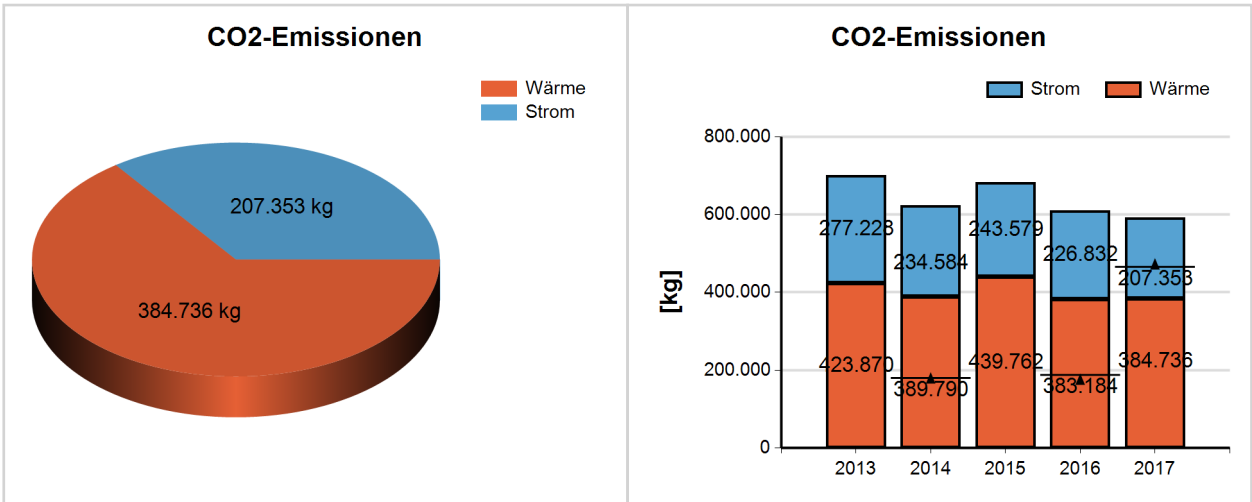 CO2-Emissionen
Wärme
Strom
207.353 kg
384.736 kg
CO2-Emissionen
Strom
Wärme
[kg]
800.000
600.000
400.000
200.000
0
277.228
234.584
243.579
226.832
207.353
423.870
389.790
439.762
383.184
384.736
2013 2014 2015 2016 2017